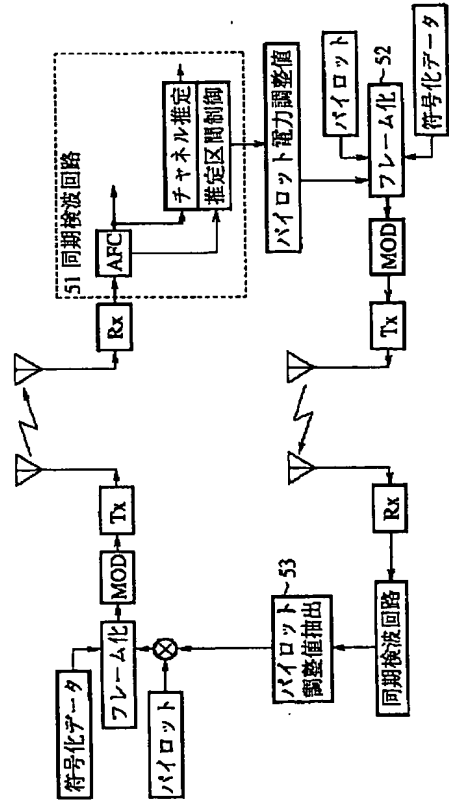 符号化データ
フレーム化
MOD
Tx
パイロット
Rx
51 同期検波回路
AFC
チャネル推定
推定区間制御
パイロット電力調整値
パイロット
フレーム化
52
符号化データ
MOD
Tx
Rx
同期検波回路
パイロット
調整値抽出
53